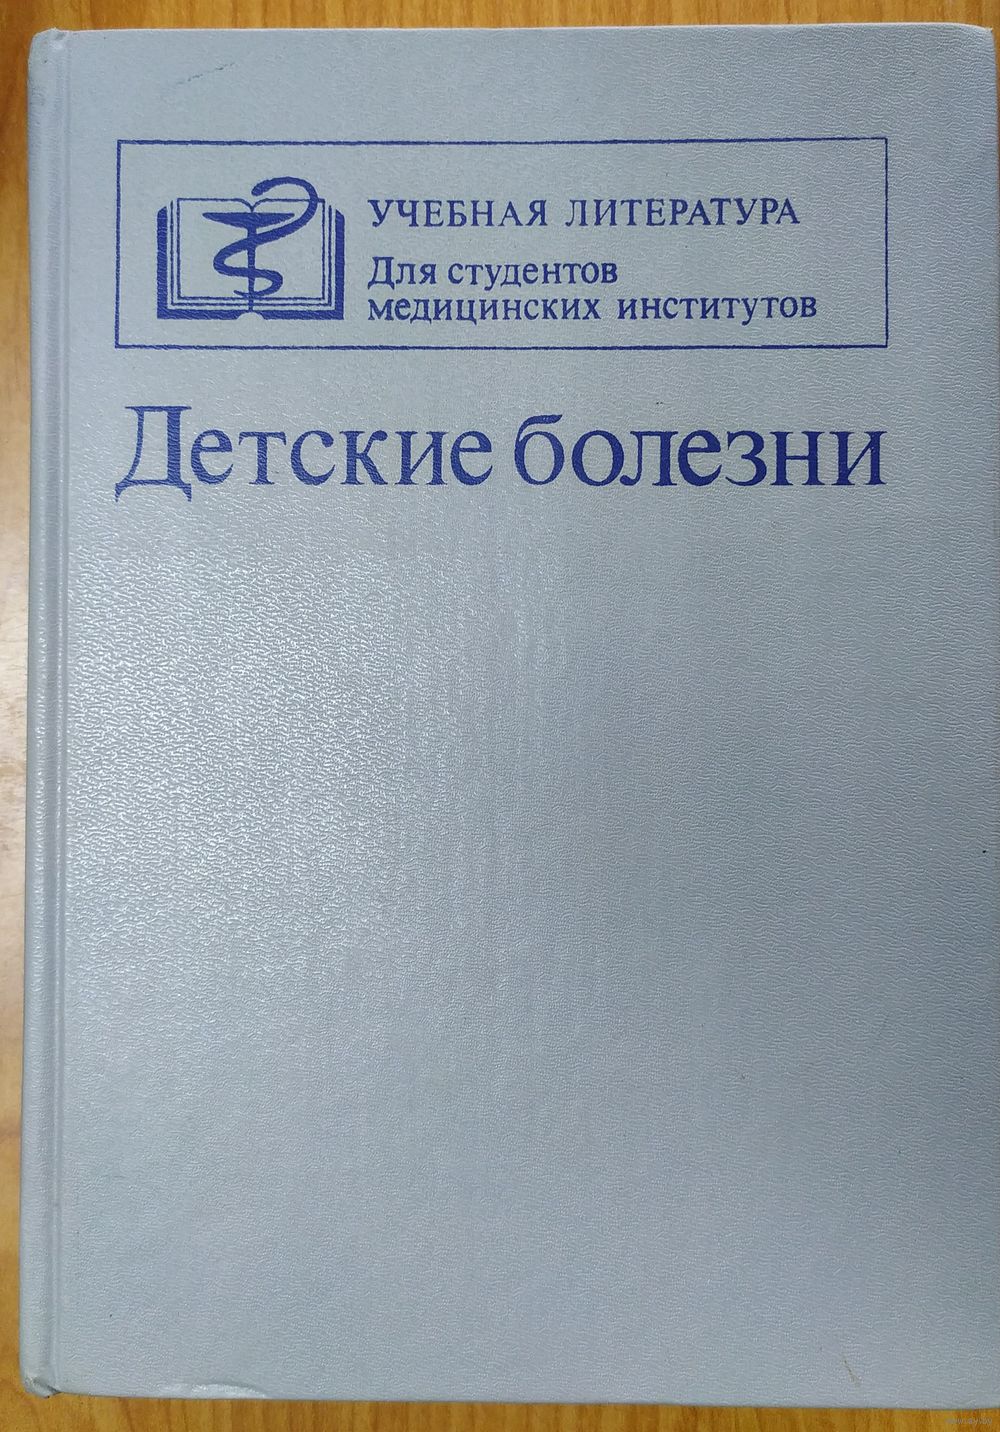 УЧЕБНАЯ ЛИТЕРАТУРА
Для студентов
медицинских институтов
Детские болезни